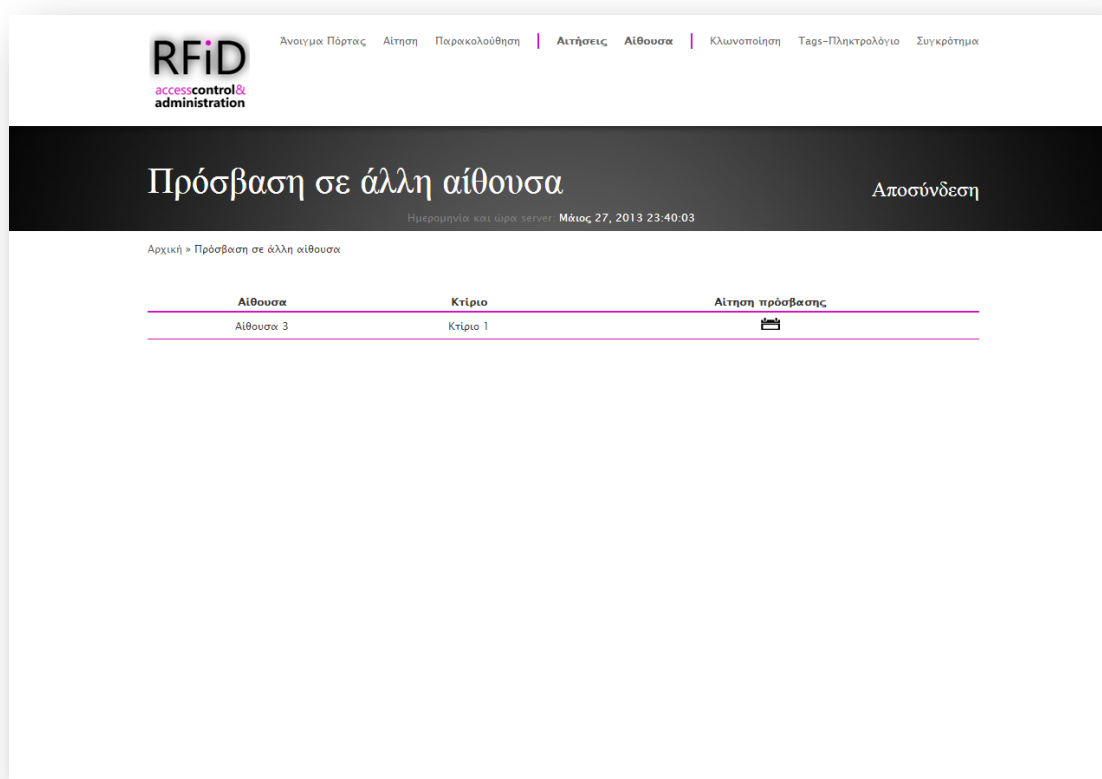 RFiD
accesscontrol&
administration
Άνοιγμα Πόρτας Αίτηση Παρακολούθηση Αιτήσεις Αίθουσα Κλωνοποίηση Tags-Πληκτρολόγιο Συγκρότημα
Πρόσβαση σε άλλη αίθουσα
Αποσύνδεση
Ημερομηνία και ώρα server: Μάιος 27, 2013 23:40:03
Αρχική » Πρόσβαση σε άλλη αίθουσα
Αίθουσα Κτίριο Αίτηση πρόσβασης
Αίθουσα 3 Κτίριο 1